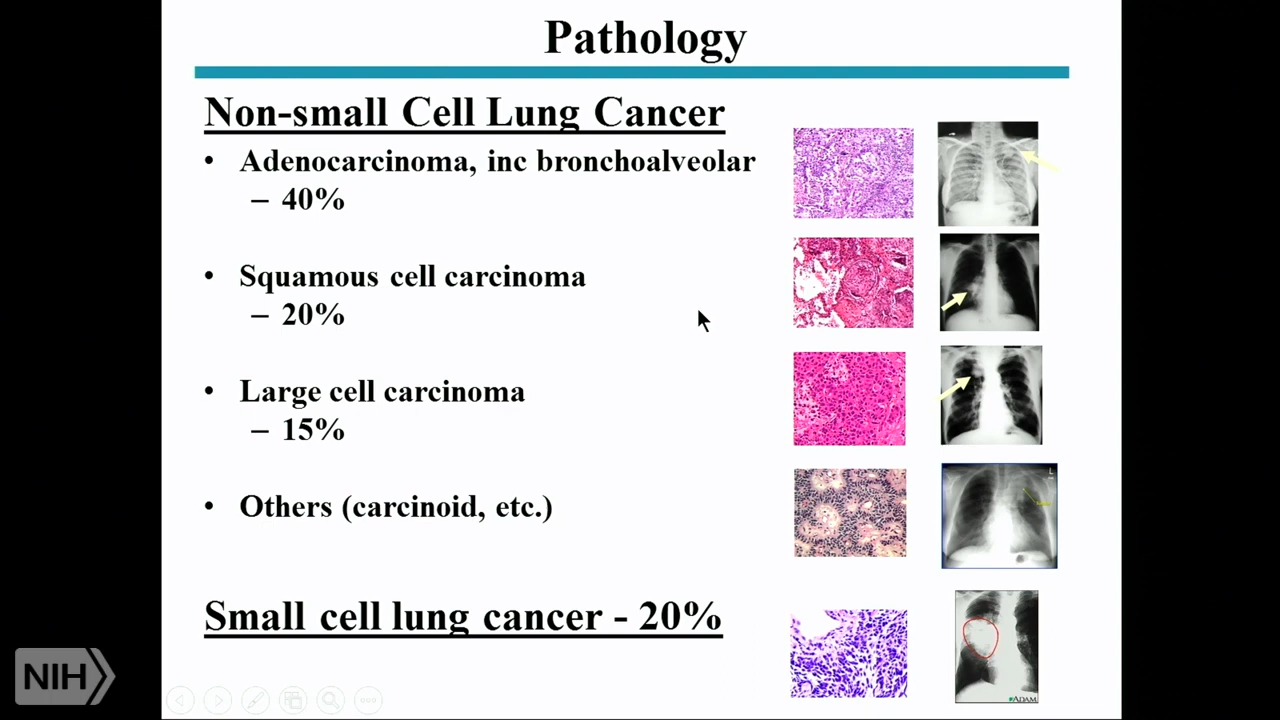 Pathology
Non-small Cell Lung Cancer
• Adenocarcinoma, inc bronchoalveolar
– 40%
• Squamous cell carcinoma
– 20%
• Large cell carcinoma
– 15%
• Others (carcinoid, etc.)
Small cell lung cancer - 20%
NIH
L
ADAM.